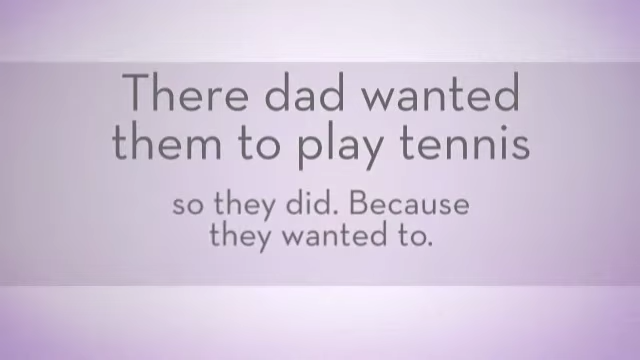 There dad wanted
them to play tennis
so they did. Because
they wanted to.